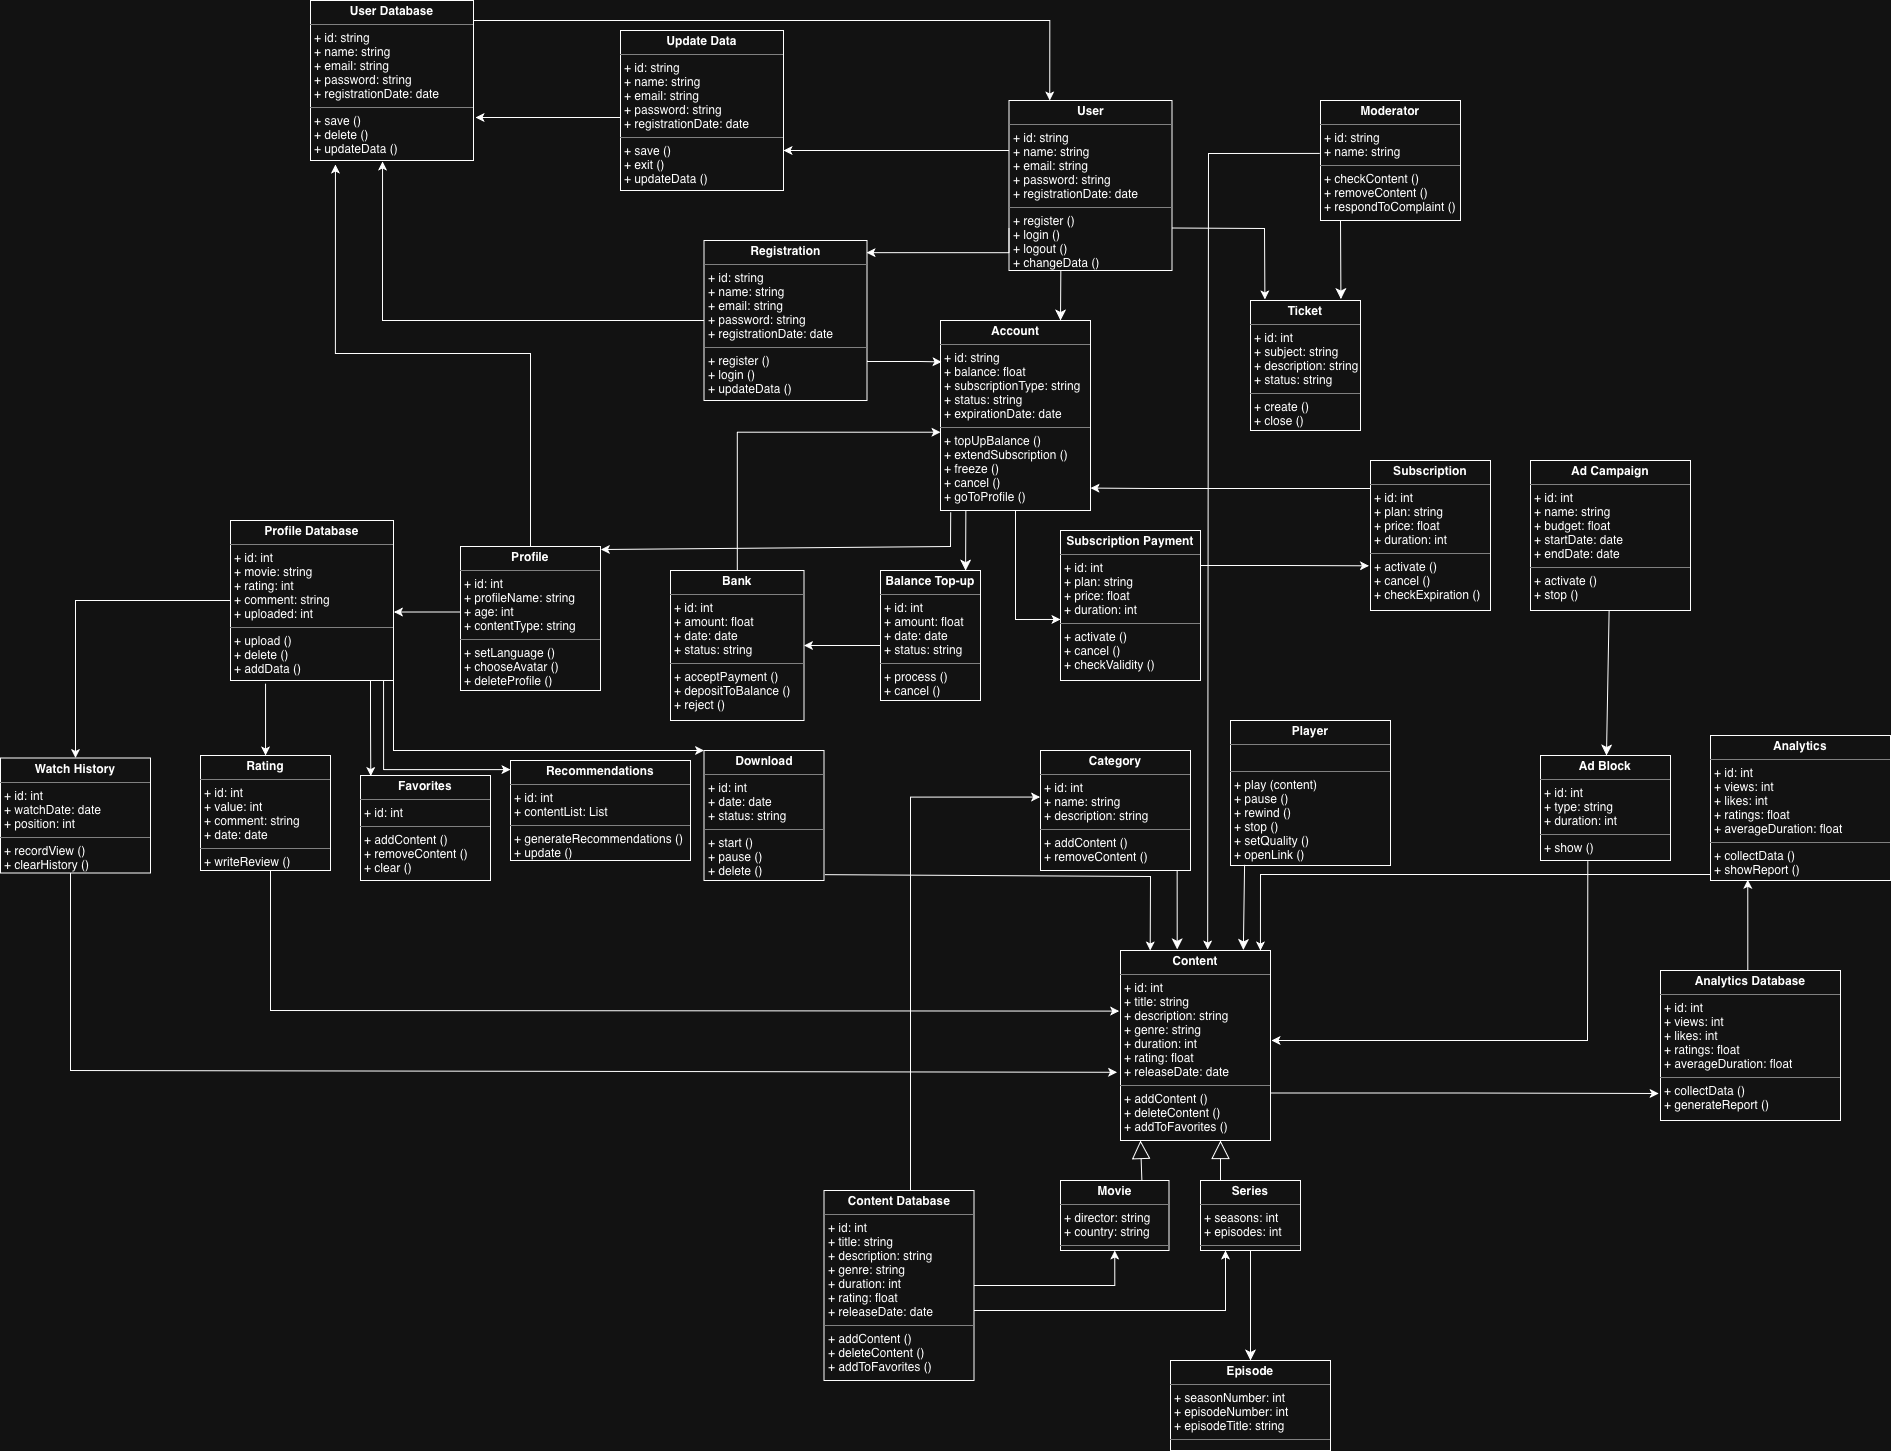 User Database
+ id: string
+ name: string
+ email: string
+ password: string
+ registrationDate: date
+ save ()
+ delete ()
+ updateData ()
Update Data
+ id: string
+ name: string
+ email: string
+ password: string
+ registrationDate: date
+ save ()
+ exit ()
+ updateData ()
User
+ id: string
+ name: string
+ email: string
+ password: string
+ registrationDate: date
+ register ()
+ login ()
+ logout ()
+ changeData ()
Moderator
+ id: string
+ name: string
+ checkContent ()
+ removeContent ()
+ respondToComplaint ()
Registration
+ id: string
+ name: string
+ email: string
+ password: string
+ registrationDate: date
+ register ()
+ login ()
+ updateData ()
Account
+ id: string
+ balance: float
+ subscriptionType: string
+ status: string
+ expirationDate: date
+ topUpBalance ()
+ extendSubscription ()
+ freeze ()
+ cancel ()
+ goToProfile ()
Ticket
+ id: int
+ subject: string
+ description: string
+ status: string
+ create ()
+ close ()
Subscription
+ id: int
+ plan: string
+ price: float
+ duration: int
+ activate ()
+ cancel ()
+ checkExpiration ()
Ad Campaign
+ id: int
+ name: string
+ budget: float
+ startDate: date
+ endDate: date
+ activate ()
+ stop ()
Profile Database
+ id: int
+ movie: string
+ rating: int
+ comment: string
+ uploaded: int
+ upload ()
+ delete ()
+ addData ()
Profile
+ id: int
+ profileName: string
+ age: int
+ contentType: string
+ setLanguage ()
+ chooseAvatar ()
+ deleteProfile ()
Bank
+ id: int
+ amount: float
+ date: date
+ status: string
+ acceptPayment ()
+ depositToBalance ()
+ reject ()
Balance Top-up
+ id: int
+ amount: float
+ date: date
+ status: string
+ process ()
+ cancel ()
Subscription Payment
+ id: int
+ plan: string
+ price: float
+ duration: int
+ activate ()
+ cancel ()
+ checkValidity ()
Watch History
+ id: int
+ watchDate: date
+ position: int
+ recordView ()
+ clearHistory ()
Rating
+ id: int
+ value: int
+ comment: string
+ date: date
+ writeReview ()
Favorites
+ id: int
+ addContent ()
+ removeContent ()
+ clear ()
Recommendations
+ id: int
+ contentList: List
+ generateRecommendations ()
+ update ()
Download
+ id: int
+ date: date
+ status: string
+ start ()
+ pause ()
+ delete ()
Category
+ id: int
+ name: string
+ description: string
+ addContent ()
+ removeContent ()
Player
+ play (content)
+ pause ()
+ rewind ()
+ stop ()
+ setQuality ()
+ openLink ()
Ad Block
+ id: int
+ type: string
+ duration: int
+ show ()
Analytics
+ id: int
+ views: int
+ likes: int
+ ratings: float
+ averageDuration: float
+ collectData ()
+ showReport ()
Content
+ id: int
+ title: string
+ description: string
+ genre: string
+ duration: int
+ rating: float
+ releaseDate: date
+ addContent ()
+ deleteContent ()
+ addToFavorites ()
Analytics Database
+ id: int
+ views: int
+ likes: int
+ ratings: float
+ averageDuration: float
+ collectData ()
+ generateReport ()
Content Database
+ id: int
+ title: string
+ description: string
+ genre: string
+ duration: int
+ rating: float
+ releaseDate: date
+ addContent ()
+ deleteContent ()
+ addToFavorites ()
Movie
+ director: string
+ country: string
Series
+ seasons: int
+ episodes: int
Episode
+ seasonNumber: int
+ episodeNumber: int
+ episodeTitle: string